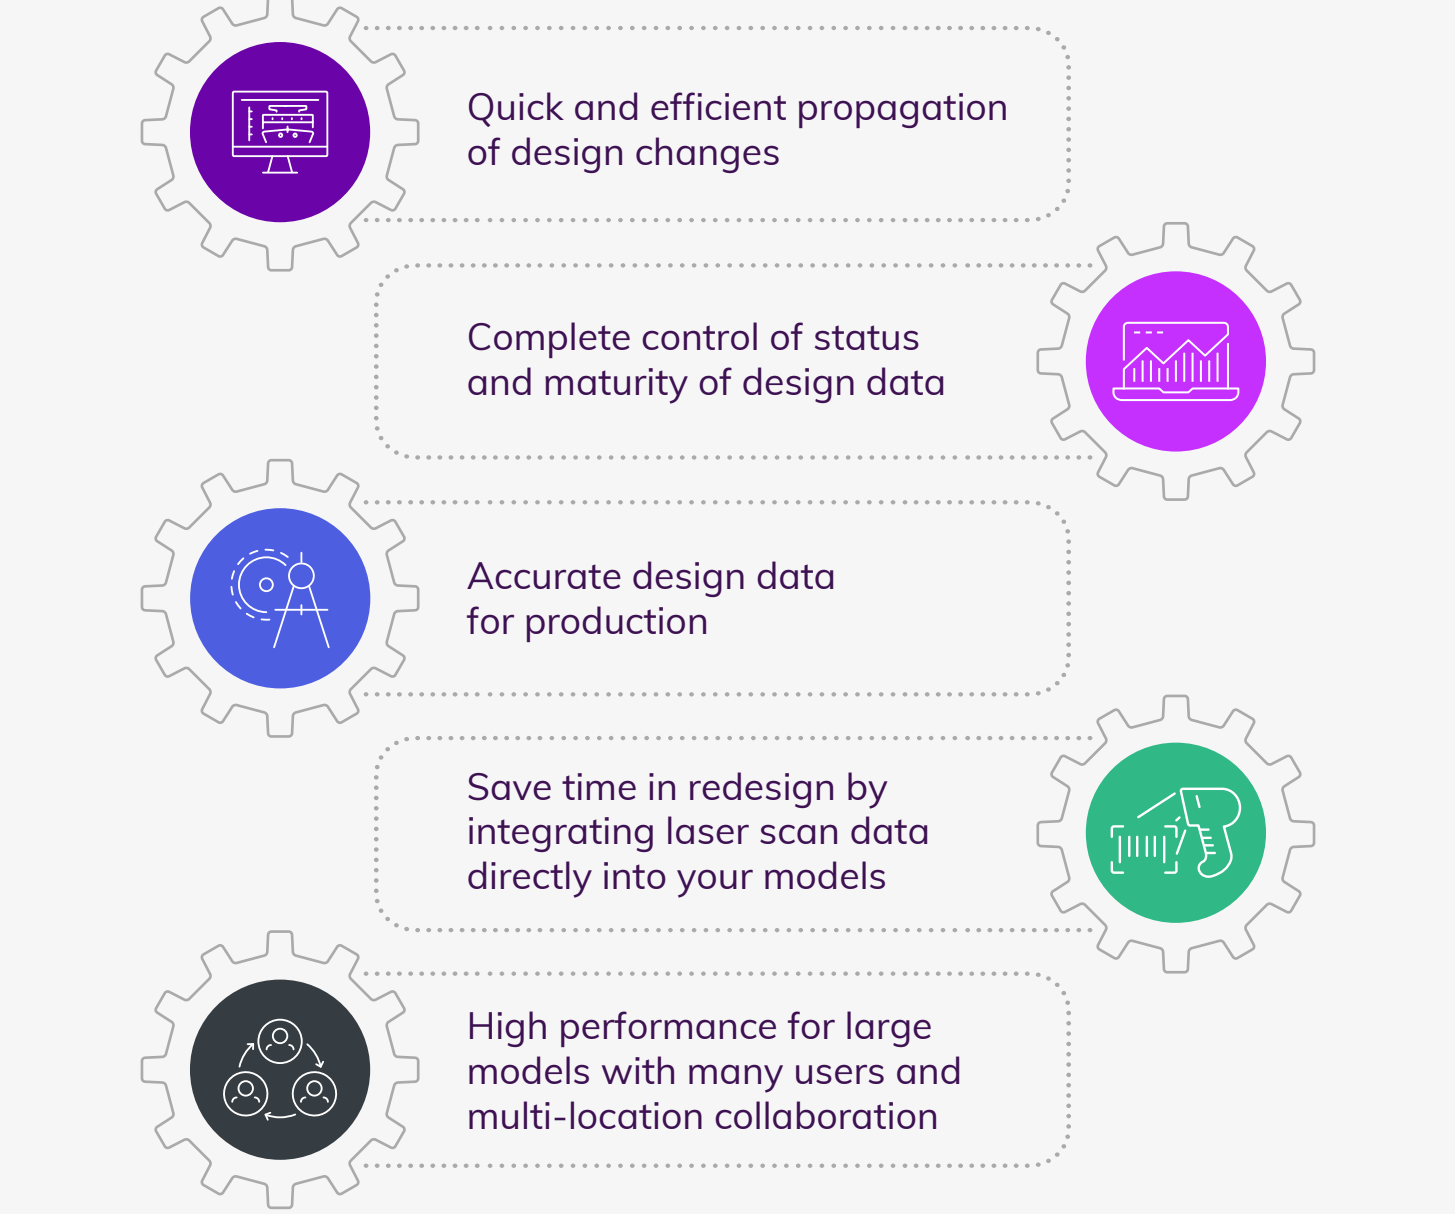 Quick and efficient propagation
of design changes
Complete control of status
and maturity of design data
Accurate design data
for production
Save time in redesign by
integrating laser scan data
directly into your models
High performance for large
models with many users and
multi-location collaboration